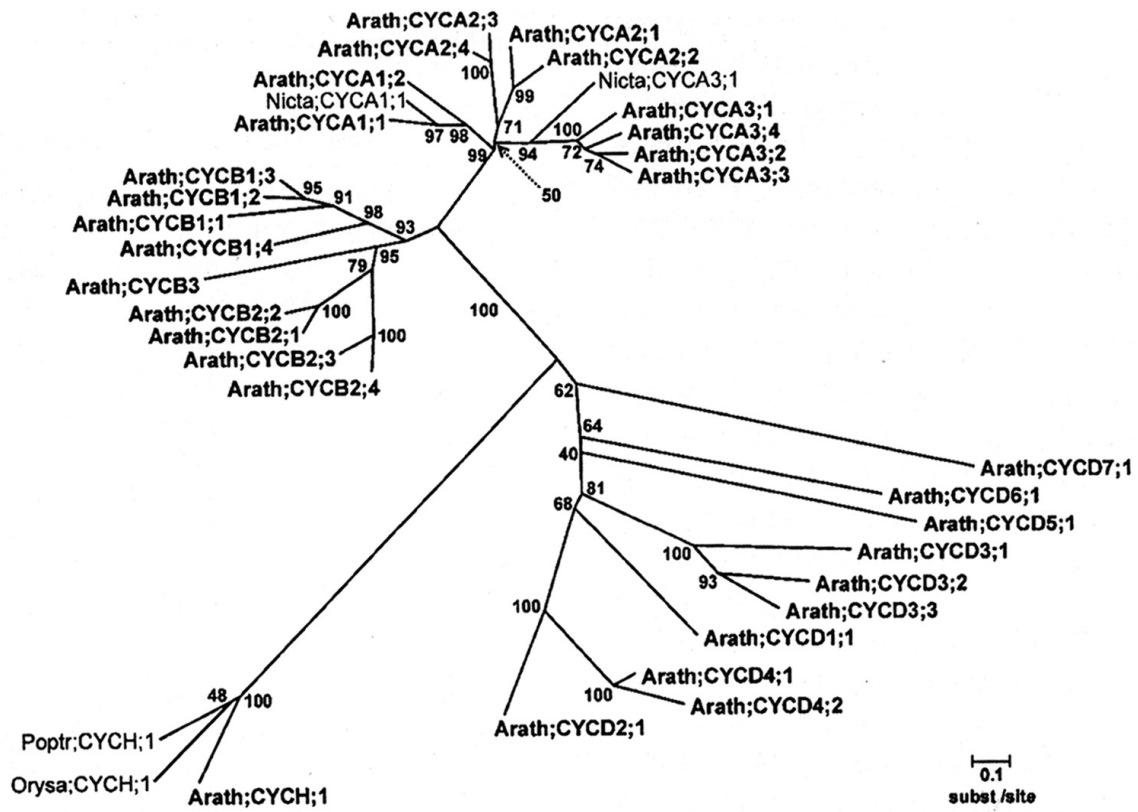 Arath;CYCA2;3
Arath;CYCA2;1
Arath;CYCA2;4
Arath;CYCA2;2
100
Arath;CYCA1;2
Nicta;CYCA3;1
99
Nicta;CYCA1;1
Arath;CYCA3;1
Arath;CYCA1;1
71
100
Arath;CYCA3;4
97 98
94
72
Arath;CYCA3;2
99
74
Arath;CYCA3;3
50
Arath;CYCB1;3
95
Arath;CYCB1;2
91
Arath;CYCB1;1
98
93
Arath;CYCB1;4
95
79
Arath;CYCB3
Arath;CYCB2;2
100
100
Arath;CYCB2;1
100
Arath;CYCB2;3
Arath;CYCB2;4
62
64
40
Arath;CYCD7;1
81
Arath;CYCD6;1
68
Arath;CYCD5;1
100
Arath;CYCD3;1
93
Arath;CYCD3;2
100
Arath;CYCD3;3
Arath;CYCD1;1
Arath;CYCD4;1
100
Arath;CYCD4;2
48
100
Arath;CYCD2;1
Poptr;CYCH;1
Orysa;CYCH;1
Arath;CYCH;1
0.1
subst /site